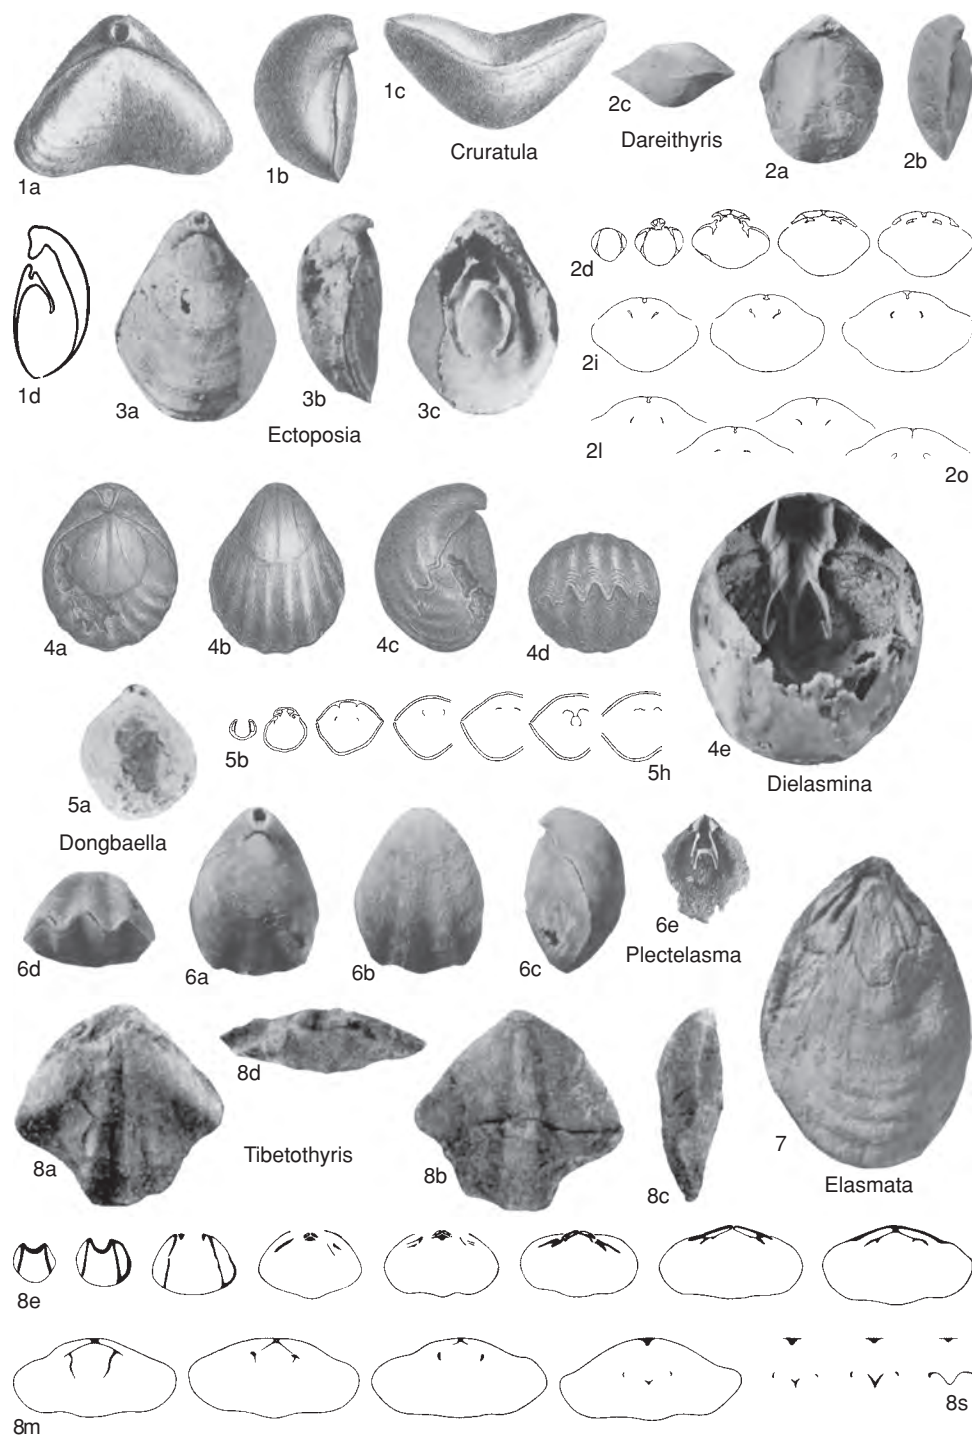 1a
1b
1c
Cruratula
2c
Dareithyris
2a
2b
1d
3a
3b
3c
Ectoposia
2d
2i
2l
2o
4a
4b
4c
4d
4e
Dielasmina
5a
Dongbaella
5b
5h
6d
6a
6b
6c
6e
Plectelasma
7
Elasmata
8a
8d
Tibetothyris
8b
8c
8e
8m
8s